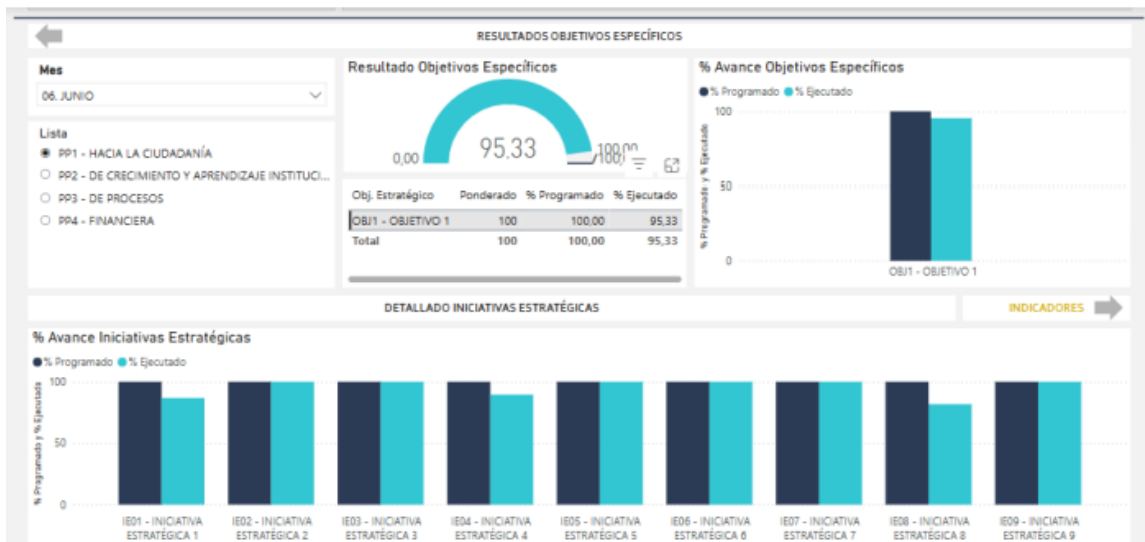 RESULTADOS OBJETIVOS ESPECÍFICOS
Mes
06. JUNIO
Lista
PP1 - HACIA LA CIUDADANÍA
PP2 - DE CRECIMIENTO Y APRENDIZAJE INSTITUCI...
PP3 - DE PROCESOS
PP4 - FINANCIERA
Resultado Objetivos Específicos
0,00
95,33
100,00
Obj. Estratégico Ponderado % Programado % Ejecutado
OBJ1 - OBJETIVO 1 100 100,00 95,33
Total 100 100,00 95,33
% Avance Objetivos Específicos
% Programado % Ejecutado
% Programado y % Ejecutado
100
50
0
OBJ1 - OBJETIVO 1
DETALLADO INICIATIVAS ESTRATÉGICAS
INDICADORES
% Avance Iniciativas Estratégicas
% Programado % Ejecutado
% Programado y % Ejecutado
100
50
0
IE01 - INICIATIVA
ESTRATÉGICA 1
IE02 - INICIATIVA
ESTRATÉGICA 2
IE03 - INICIATIVA
ESTRATÉGICA 3
IE04 - INICIATIVA
ESTRATÉGICA 4
IE05 - INICIATIVA
ESTRATÉGICA 5
IE06 - INICIATIVA
ESTRATÉGICA 6
IE07 - INICIATIVA
ESTRATÉGICA 7
IE08 - INICIATIVA
ESTRATÉGICA 8
IE09 - INICIATIVA
ESTRATÉGICA 9